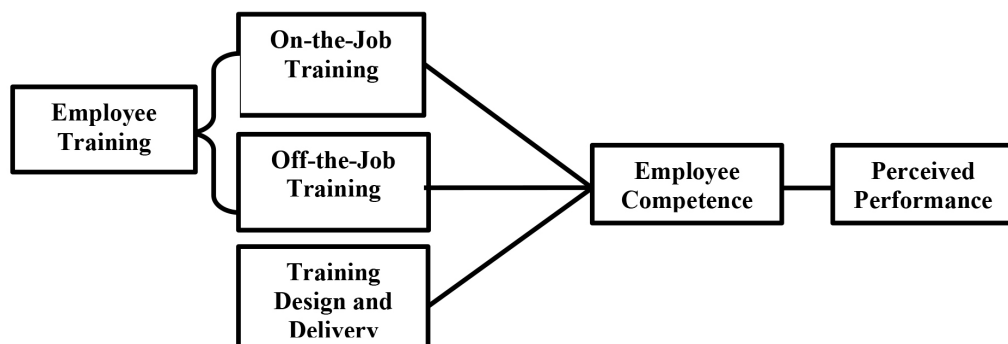 On-the-Job
Training
Employee
Training
Off-the-Job
Training
Employee
Competence
Perceived
Performance
Training
Design and
Delivery